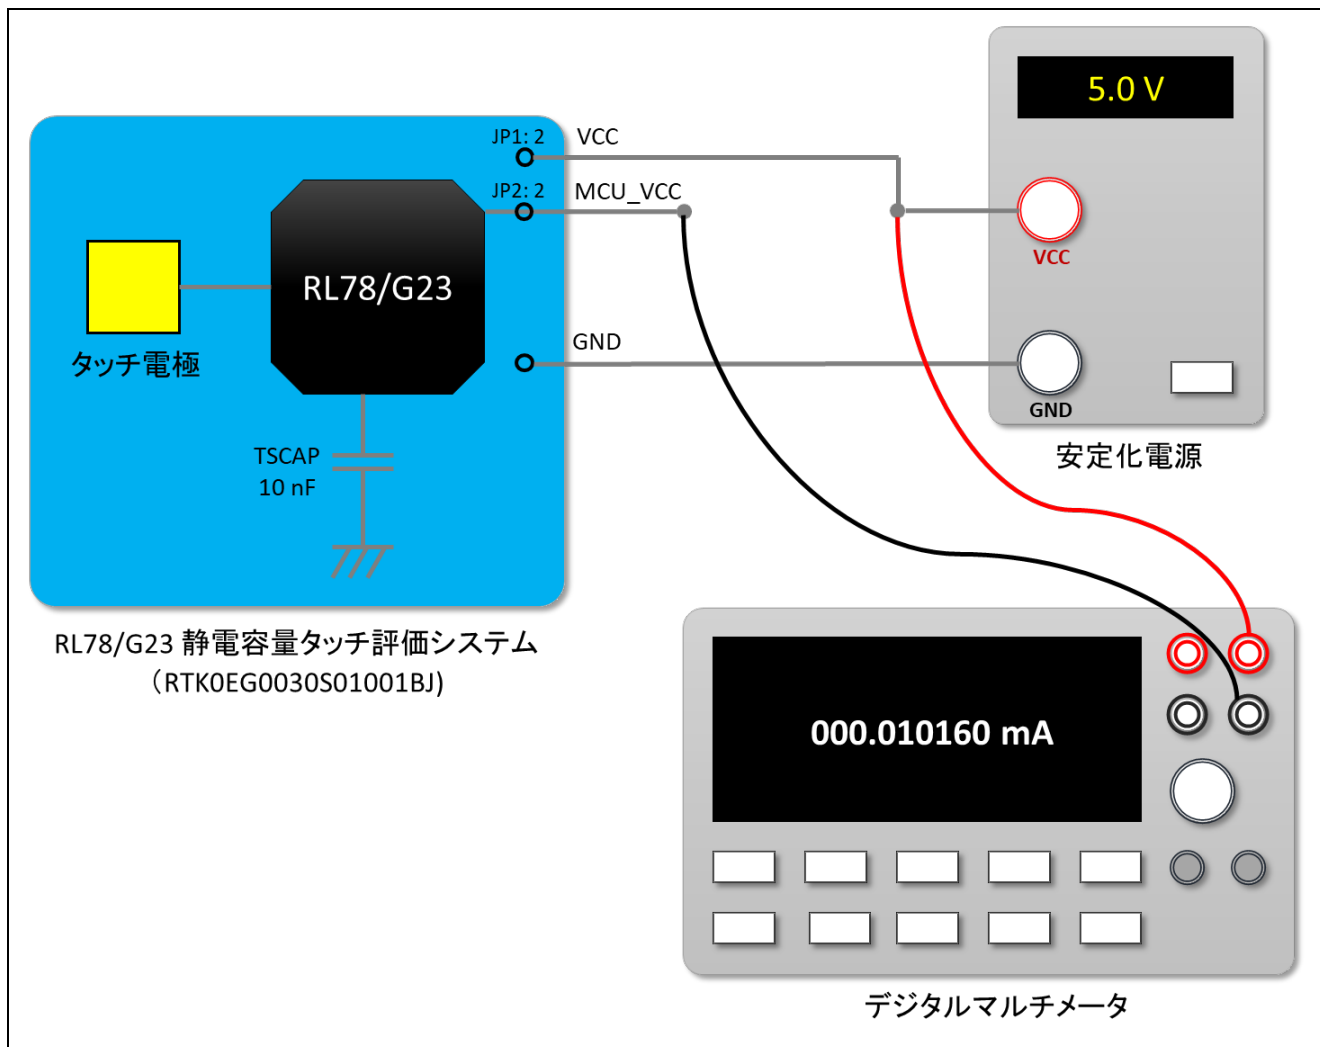 5.0 V
JP1: 2
VCC
JP2: 2
MCU_VCC
VCC
RL78/G23
タッチ電極
GND
GND
安定化電源
TSCAP
10 nF
RL78/G23 静電容量タッチ評価システム
（RTK0EG0030S01001BJ)
000.010160 mA
デジタルマルチメータ